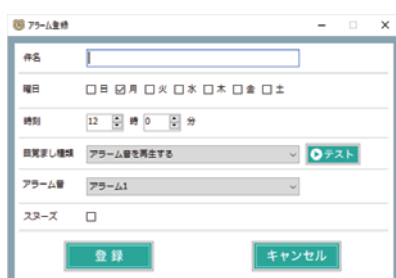 アラーム登録
件名
曜日 日 月 火 水 木 金 土
時刻 12 時 0 分
目覚まし種類 アラーム音を再生する テスト
アラーム音 アラーム1
スヌーズ
登録 キャンセル